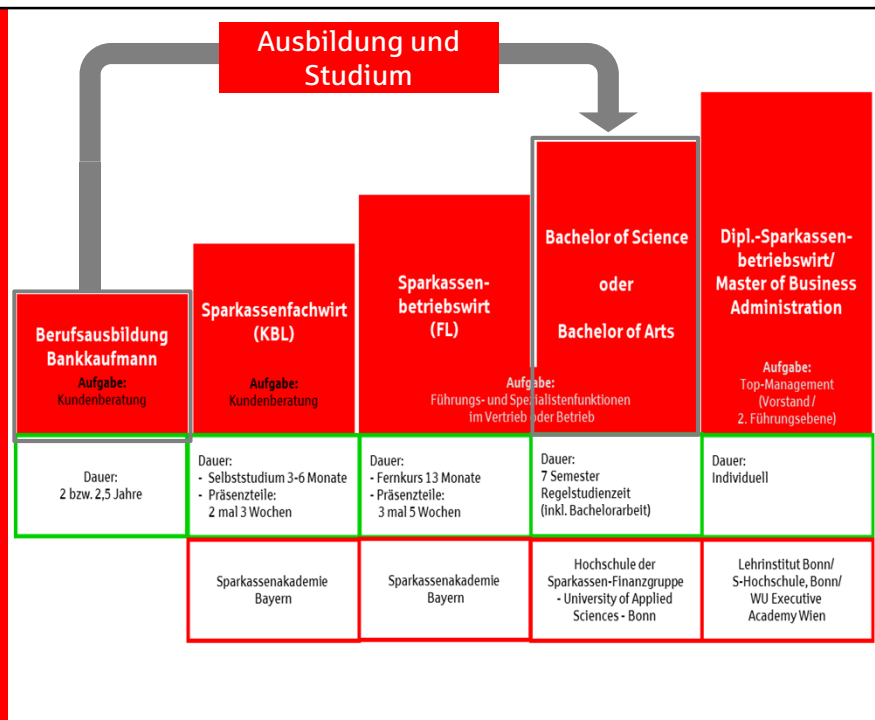 Ausbildung und
Studium
Berufsausbildung
Bankkaufmann
Aufgabe:
Kundenberatung
Sparkassenfachwirt
(KBL)
Aufgabe:
Kundenberatung
Sparkassen-
betriebswirt
(FL)
Bachelor of Science
oder
Bachelor of Arts
Aufgabe:
Führungs- und Spezialistenfunktionen
im Vertrieb oder Betrieb
Dipl.-Sparkassen-
betriebswirt/
Master of Business
Administration
Aufgabe:
Top-Management
(Vorstand /
2. Führungsebene)
Dauer:
2 bzw. 2,5 Jahre
Dauer:
- Selbststudium 3-6 Monate
- Präsenzteile:
2 mal 3 Wochen
Dauer:
- Fernkurs 13 Monate
- Präsenzteile:
3 mal 5 Wochen
Dauer:
7 Semester
Regelstudienzeit
(inkl. Bachelorarbeit)
Dauer:
Individuell
Sparkassenakademie
Bayern
Sparkassenakademie
Bayern
Hochschule der
Sparkassen-Finanzgruppe
- University of Applied
Sciences - Bonn
Lehrinstitut Bonn/
S-Hochschule, Bonn/
WU Executive
Academy Wien